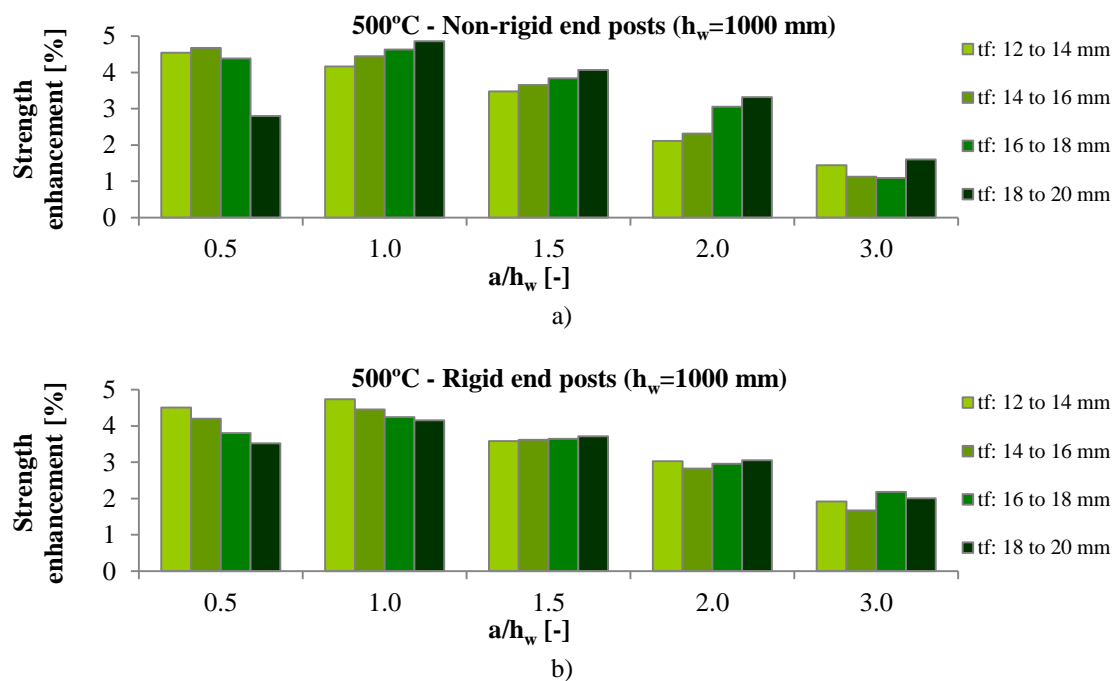 500ºC - Non-rigid end posts (hw=1000 mm)
Strength
enhancement [%]
5
4
3
2
1
0
0.5 1.0 1.5 2.0 3.0
a/hw [-]
tf: 12 to 14 mm
tf: 14 to 16 mm
tf: 16 to 18 mm
tf: 18 to 20 mm
a)
500ºC - Rigid end posts (hw=1000 mm)
Strength
enhancement [%]
5
4
3
2
1
0
0.5 1.0 1.5 2.0 3.0
a/hw [-]
tf: 12 to 14 mm
tf: 14 to 16 mm
tf: 16 to 18 mm
tf: 18 to 20 mm
b)